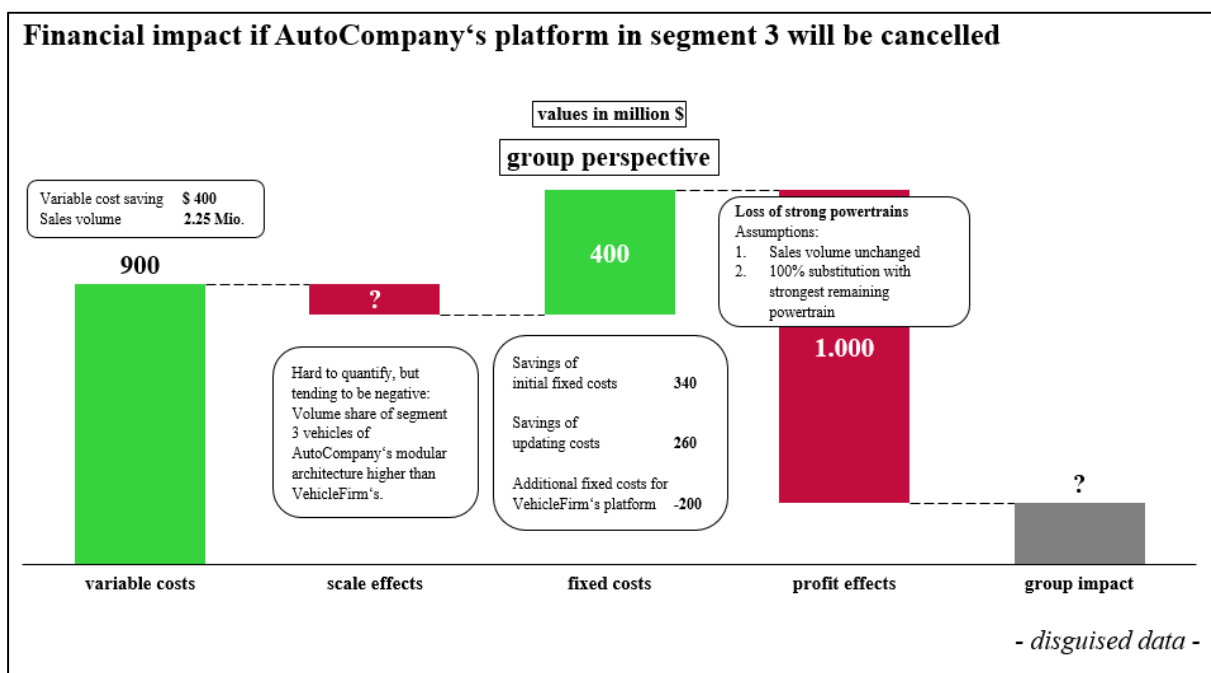 Financial impact if AutoCompany‘s platform in segment 3 will be cancelled
values in million $
group perspective
Variable cost saving $ 400
Sales volume 2.25 Mio.
900
?
Hard to quantify, but
tending to be negative:
Volume share of segment
3 vehicles of
AutoCompany‘s modular
architecture higher than
VehicleFirm‘s.
400
Savings of
initial fixed costs 340
Savings of
updating costs 260
Additional fixed costs for
VehicleFirm‘s platform -200
Loss of strong powertrains
Assumptions:
1. Sales volume unchanged
2. 100% substitution with
strongest remaining
powertrain
1.000
?
variable costs
scale effects
fixed costs
profit effects
group impact
- disguised data -